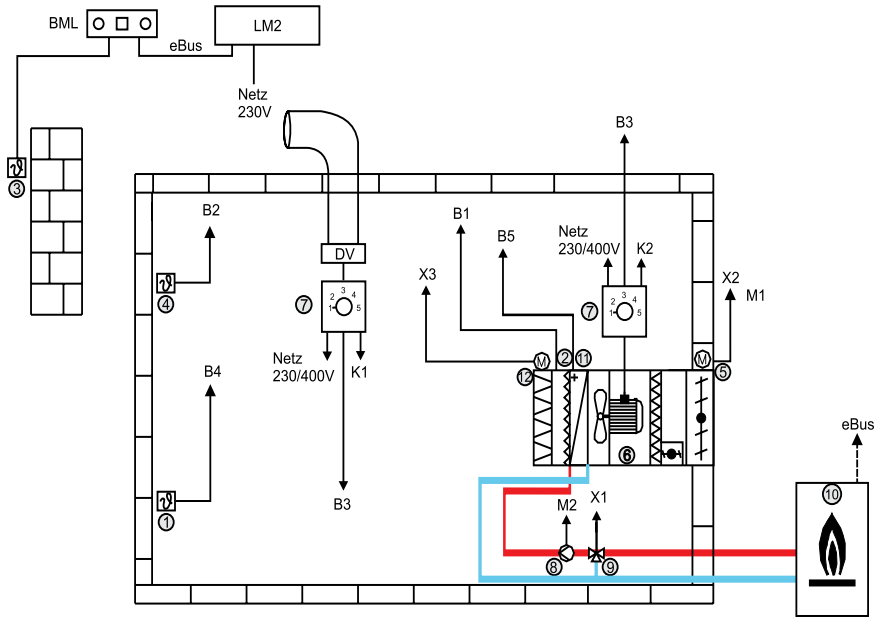 BML
LM2
eBus
Netz
230V
3
B3
B2
B1
B5
Netz
230/400V
K2
DV
X3
X2
M1
4
7
1 2 3 4 5
7
1 2 3 4 5
Netz
230/400V
K1
M
2
11
M
5
12
+
B4
6
eBus
B3
M2
X1
10
1
8
9